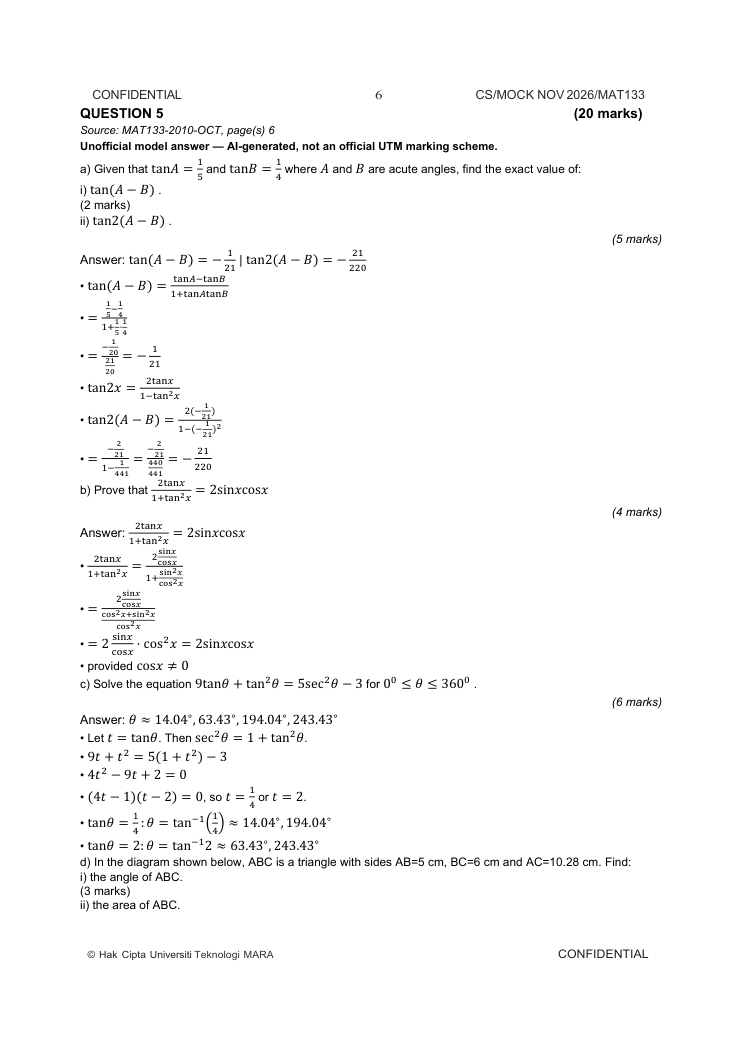 CONFIDENTIAL 6 CS/MOCK NOV 2026/MAT133
QUESTION 5 (20 marks)
Source: MAT133-2010-OCT, page(s) 6
Unofficial model answer — AI-generated, not an official UTM marking scheme.
a) Given that tanA = 1/5 and tanB = 1/4 where A and B are acute angles, find the exact value of:
i) tan(A − B) .
(2 marks)
ii) tan2(A − B) .
(5 marks)
Answer: tan(A − B) = −1/21 | tan2(A − B) = −21/220
• tan(A − B) = (tanA−tanB)/(1+tanAtanB)
• = (1/5−1/4)/(1+1/5·1/4)
• = (−1/20)/(21/20) = −1/21
• tan2x = 2tanx/(1−tan²x)
• tan2(A − B) = 2(−1/21)/(1−(−1/21)²)
• = (−2/21)/(1−1/441) = (−2/21)/(440/441) = −21/220
b) Prove that 2tanx/(1+tan²x) = 2sinxcosx
(4 marks)
Answer: 2tanx/(1+tan²x) = 2sinxcosx
• 2tanx/(1+tan²x) = (2 sinx/cosx)/(1+sin²x/cos²x)
• = (2 sinx/cosx)/((cos²x+sin²x)/cos²x)
• = 2 sinx/cosx · cos²x = 2sinxcosx
• provided cosx ≠ 0
c) Solve the equation 9tanθ + tan²θ = 5sec²θ − 3 for 0⁰ ≤ θ ≤ 360⁰ .
(6 marks)
Answer: θ ≈ 14.04°, 63.43°, 194.04°, 243.43°
• Let t = tanθ. Then sec²θ = 1 + tan²θ.
• 9t + t² = 5(1 + t²) − 3
• 4t² − 9t + 2 = 0
• (4t − 1)(t − 2) = 0, so t = 1/4 or t = 2.
• tanθ = 1/4: θ = tan⁻¹(1/4) ≈ 14.04°, 194.04°
• tanθ = 2: θ = tan⁻¹2 ≈ 63.43°, 243.43°
d) In the diagram shown below, ABC is a triangle with sides AB=5 cm, BC=6 cm and AC=10.28 cm. Find:
i) the angle of ABC.
(3 marks)
ii) the area of ABC.
© Hak Cipta Universiti Teknologi MARA CONFIDENTIAL